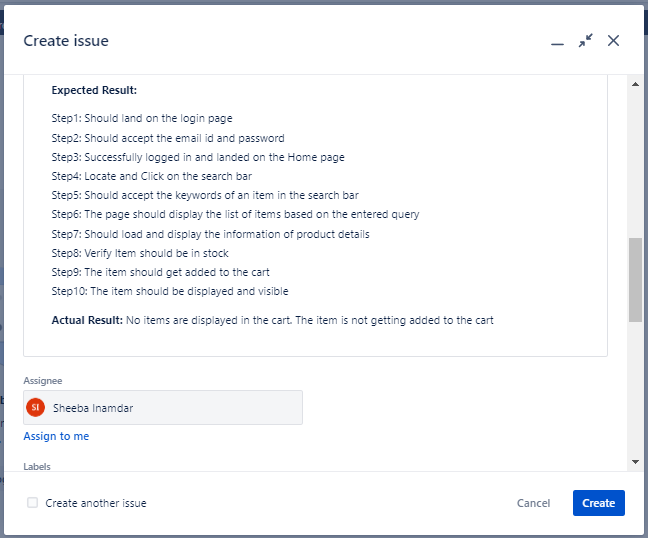 Create issue
Expected Result:
Step1: Should land on the login page
Step2: Should accept the email id and password
Step3: Successfully logged in and landed on the Home page
Step4: Locate and Click on the search bar
Step5: Should accept the keywords of an item in the search bar
Step6: The page should display the list of items based on the entered query
Step7: Should load and display the information of product details
Step8: Verify Item should be in stock
Step9: The item should get added to the cart
Step10: The item should be displayed and visible
Actual Result: No items are displayed in the cart. The item is not getting added to the cart
Assignee
SI Sheeba Inamdar
Assign to me
Labels
Create another issue
Cancel
Create